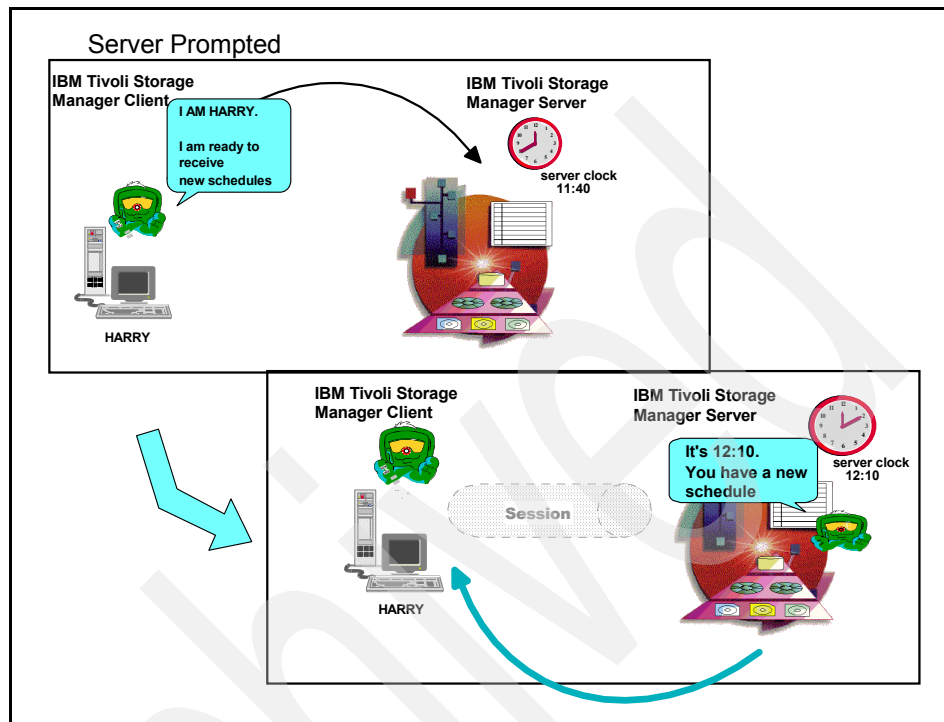 Server Prompted
IBM Tivoli Storage
Manager Client
I AM HARRY.
I am ready to
receive
new schedules
HARRY
IBM Tivoli Storage
Manager Server
server clock
11:40
IBM Tivoli Storage
Manager Client
Session
HARRY
IBM Tivoli Storage
Manager Server
It's 12:10.
You have a new
schedule
server clock
12:10